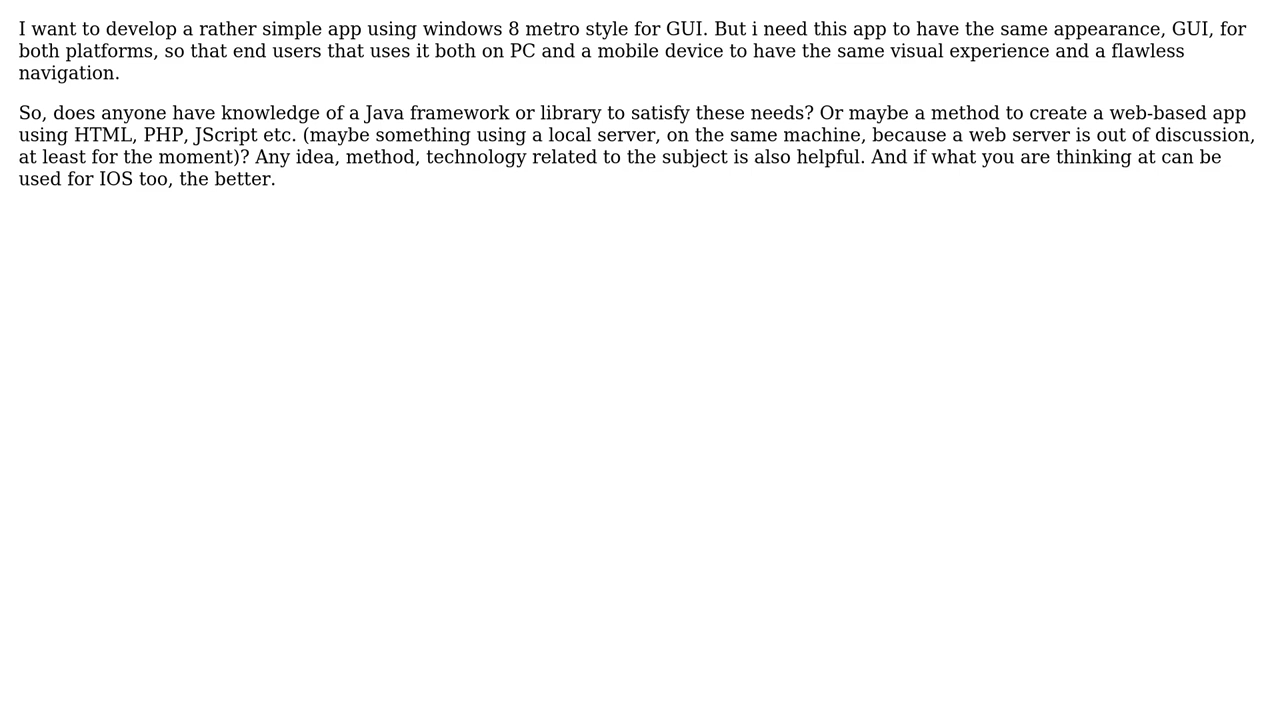 I want to develop a rather simple app using windows 8 metro style for GUI. But i need this app to have the same appearance, GUI, for
both platforms, so that end users that uses it both on PC and a mobile device to have the same visual experience and a flawless
navigation.
So, does anyone have knowledge of a Java framework or library to satisfy these needs? Or maybe a method to create a web-based app
using HTML, PHP, JScript etc. (maybe something using a local server, on the same machine, because a web server is out of discussion,
at least for the moment)? Any idea, method, technology related to the subject is also helpful. And if what you are thinking at can be
used for IOS too, the better.